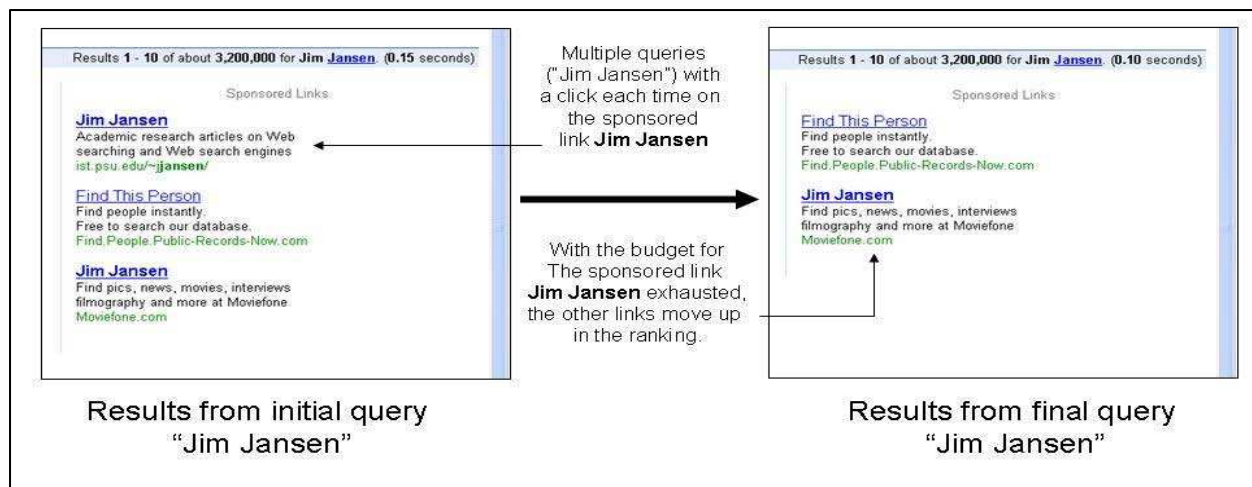 Results 1 - 10 of about 3,200,000 for Jim Jansen. (0.15 seconds)
Sponsored Links
Jim Jansen
Academic research articles on Web
searching and Web search engines
ist.psu.edu/~jjansen/
Find This Person
Find people instantly.
Free to search our database.
Find.People.Public-Records-Now.com
Jim Jansen
Find pics, news, movies, interviews
filmography and more at Moviefone
Moviefone.com
Results from initial query
“Jim Jansen”
Multiple queries
("Jim Jansen") with
a click each time on
the sponsored
link Jim Jansen
With the budget for
The sponsored link
Jim Jansen exhausted,
the other links move up
in the ranking.
Results 1 - 10 of about 3,200,000 for Jim Jansen. (0.10 seconds)
Sponsored Links
Find This Person
Find people instantly.
Free to search our database.
Find.People.Public-Records-Now.com
Jim Jansen
Find pics, news, movies, interviews
filmography and more at Moviefone
Moviefone.com
Results from final query
“Jim Jansen”